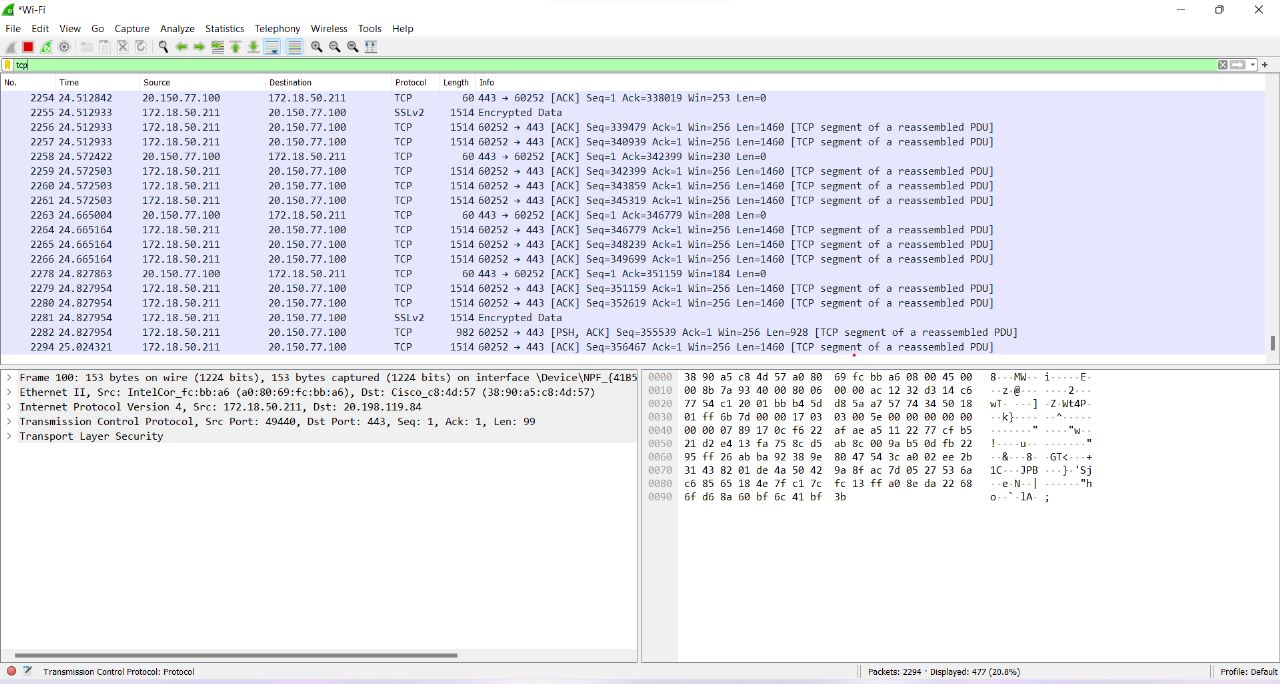 *Wi-Fi
File Edit View Go Capture Analyze Statistics Telephony Wireless Tools Help
tcp
No. Time Source Destination Protocol Length Info
2254 24.512842 20.150.77.100 172.18.50.211 TCP 60 443 → 60252 [ACK] Seq=1 Ack=338019 Win=253 Len=0
2255 24.512933 172.18.50.211 20.150.77.100 SSLv2 1514 Encrypted Data
2256 24.512933 172.18.50.211 20.150.77.100 TCP 1514 60252 → 443 [ACK] Seq=339479 Ack=1 Win=256 Len=1460 [TCP segment of a reassembled PDU]
2257 24.512933 172.18.50.211 20.150.77.100 TCP 1514 60252 → 443 [ACK] Seq=340939 Ack=1 Win=256 Len=1460 [TCP segment of a reassembled PDU]
2258 24.572422 20.150.77.100 172.18.50.211 TCP 60 443 → 60252 [ACK] Seq=1 Ack=342399 Win=230 Len=0
2259 24.572503 172.18.50.211 20.150.77.100 TCP 1514 60252 → 443 [ACK] Seq=342399 Ack=1 Win=256 Len=1460 [TCP segment of a reassembled PDU]
2260 24.572503 172.18.50.211 20.150.77.100 TCP 1514 60252 → 443 [ACK] Seq=343859 Ack=1 Win=256 Len=1460 [TCP segment of a reassembled PDU]
2261 24.572503 172.18.50.211 20.150.77.100 TCP 1514 60252 → 443 [ACK] Seq=345319 Ack=1 Win=256 Len=1460 [TCP segment of a reassembled PDU]
2263 24.665004 20.150.77.100 172.18.50.211 TCP 60 443 → 60252 [ACK] Seq=1 Ack=346779 Win=208 Len=0
2264 24.665164 172.18.50.211 20.150.77.100 TCP 1514 60252 → 443 [ACK] Seq=346779 Ack=1 Win=256 Len=1460 [TCP segment of a reassembled PDU]
2265 24.665164 172.18.50.211 20.150.77.100 TCP 1514 60252 → 443 [ACK] Seq=348239 Ack=1 Win=256 Len=1460 [TCP segment of a reassembled PDU]
2266 24.665164 172.18.50.211 20.150.77.100 TCP 1514 60252 → 443 [ACK] Seq=349699 Ack=1 Win=256 Len=1460 [TCP segment of a reassembled PDU]
2278 24.827863 20.150.77.100 172.18.50.211 TCP 60 443 → 60252 [ACK] Seq=1 Ack=351159 Win=184 Len=0
2279 24.827954 172.18.50.211 20.150.77.100 TCP 1514 60252 → 443 [ACK] Seq=351159 Ack=1 Win=256 Len=1460 [TCP segment of a reassembled PDU]
2280 24.827954 172.18.50.211 20.150.77.100 TCP 1514 60252 → 443 [ACK] Seq=352619 Ack=1 Win=256 Len=1460 [TCP segment of a reassembled PDU]
2281 24.827954 172.18.50.211 20.150.77.100 SSLv2 1514 Encrypted Data
2282 24.827954 172.18.50.211 20.150.77.100 TCP 982 60252 → 443 [PSH, ACK] Seq=355539 Ack=1 Win=256 Len=928 [TCP segment of a reassembled PDU]
2294 25.024321 172.18.50.211 20.150.77.100 TCP 1514 60252 → 443 [ACK] Seq=356467 Ack=1 Win=256 Len=1460 [TCP segment of a reassembled PDU]
Frame 100: 153 bytes on wire (1224 bits), 153 bytes captured (1224 bits) on interface \Device\NPF_{41B5
Ethernet II, Src: IntelCor_fc:bb:a6 (a0:80:69:fc:bb:a6), Dst: Cisco_c8:4d:57 (38:90:a5:c8:4d:57)
Internet Protocol Version 4, Src: 172.18.50.211, Dst: 20.198.119.84
Transmission Control Protocol, Src Port: 49440, Dst Port: 443, Seq: 1, Ack: 1, Len: 99
Transport Layer Security
0000 38 90 a5 c8 4d 57 a0 80 69 fc bb a6 08 00 45 00 8···MW·· i·····E·
0010 00 8b 7a 93 40 00 80 06 00 00 ac 12 32 d3 14 c6 ··z·@··· ····2···
0020 77 54 c1 20 01 bb b4 5d d8 5a a7 57 74 34 50 18 wT· ···] ·Z·Wt4P·
0030 01 ff 6b 7d 00 00 17 03 03 00 5e 00 00 00 00 00 ··k}···· ··^·····
0040 00 00 07 89 17 0c f6 22 af ae a5 11 22 77 cf b5 ·······" ····"w··
0050 21 d2 e4 13 fa 75 8c d5 ab 8c 00 9a b5 0d fb 22 !····u·· ·······"
0060 95 ff 26 ab ba 92 38 9e 80 47 54 3c a0 02 ee 2b ··&···8· ·GT<···+
0070 31 43 82 01 de 4a 50 42 9a 8f ac 7d 05 27 53 6a 1C···JPB ···}·'Sj
0080 c6 85 65 18 4e 7f c1 7c fc 13 ff a0 8e da 22 68 ··e·N··| ······"h
0090 6f d6 8a 60 bf 6c 41 bf 3b o··`·lA· ;
Transmission Control Protocol: Protocol
Packets: 2294 · Displayed: 477 (20.8%)
Profile: Default